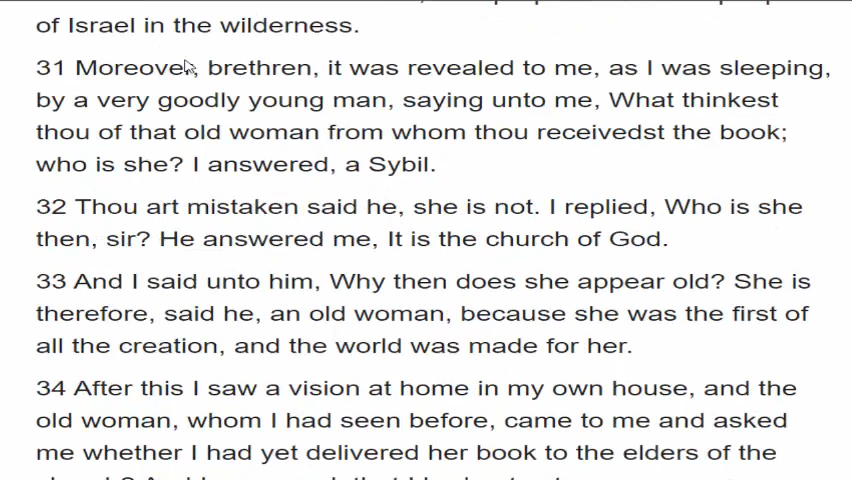 of Israel in the wilderness.
31 Moreover, brethren, it was revealed to me, as I was sleeping,
by a very goodly young man, saying unto me, What thinkest
thou of that old woman from whom thou receivedst the book;
who is she? I answered, a Sybil.
32 Thou art mistaken said he, she is not. I replied, Who is she
then, sir? He answered me, It is the church of God.
33 And I said unto him, Why then does she appear old? She is
therefore, said he, an old woman, because she was the first of
all the creation, and the world was made for her.
34 After this I saw a vision at home in my own house, and the
old woman, whom I had seen before, came to me and asked
me whether I had yet delivered her book to the elders of the